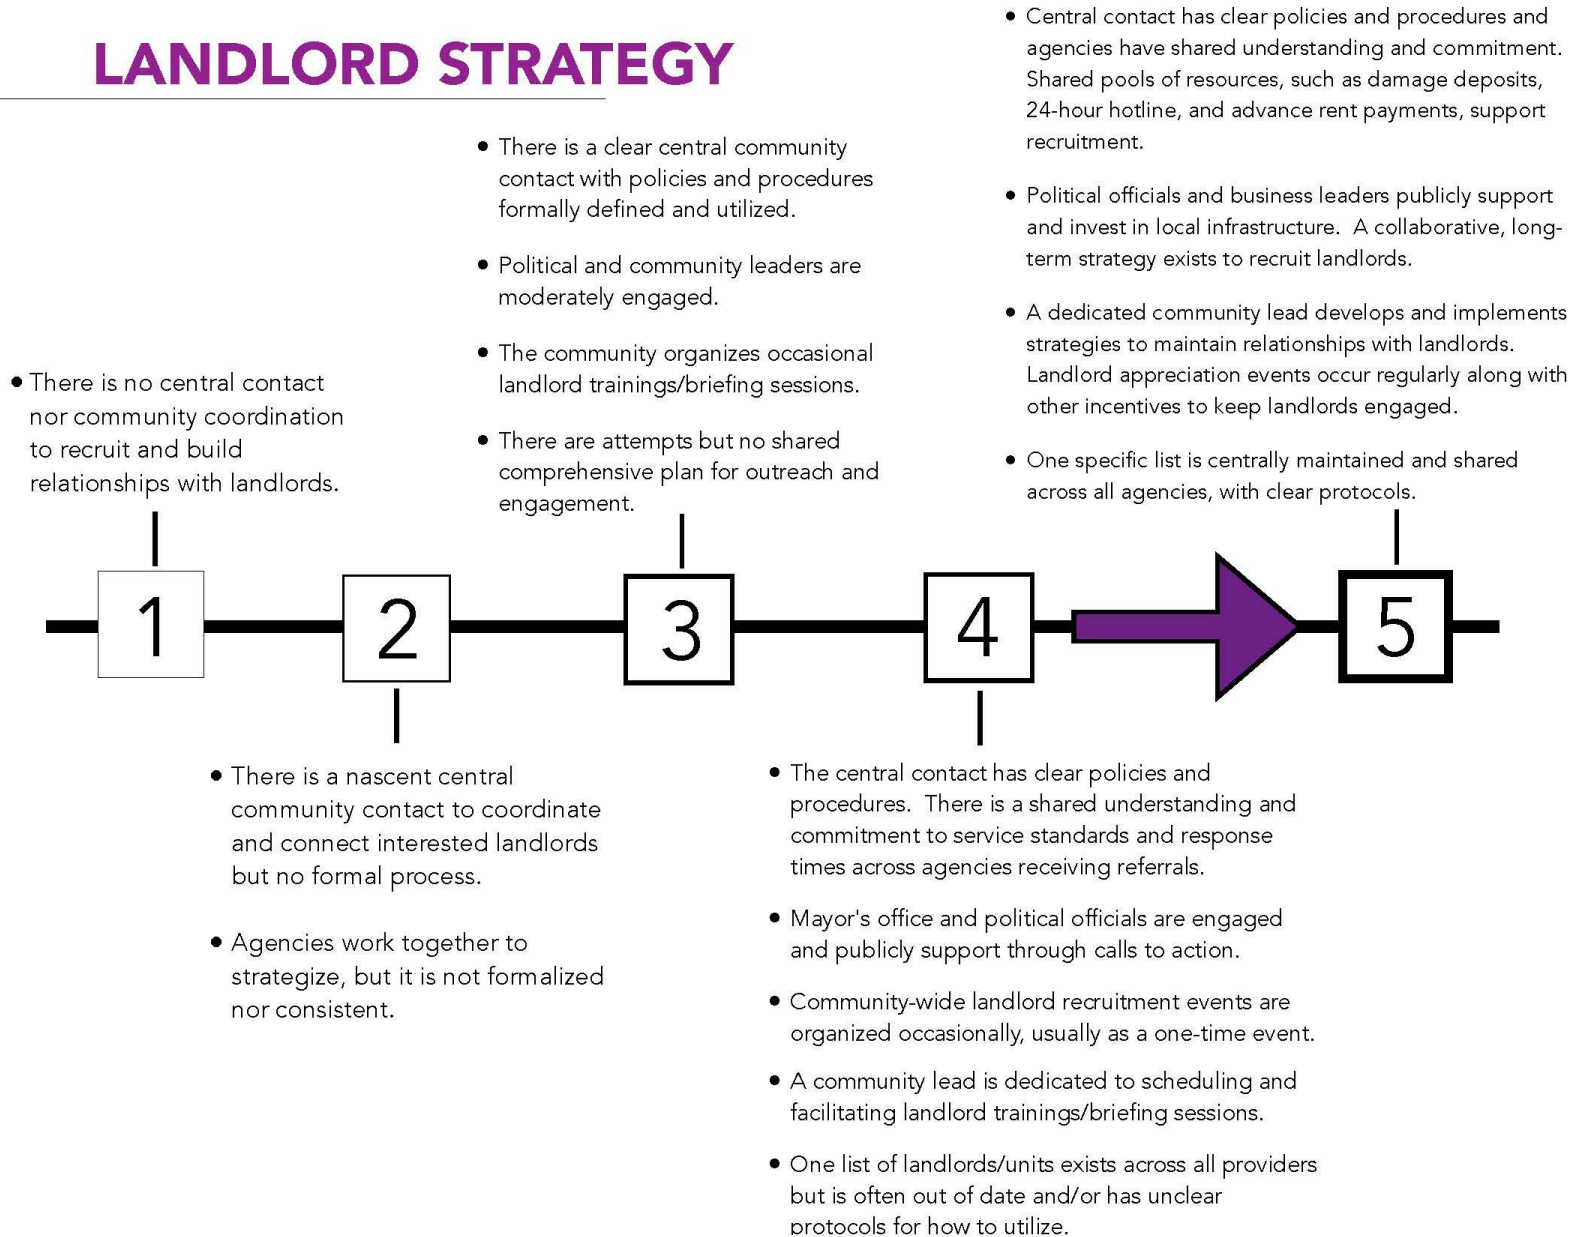 LANDLORD STRATEGY
• There is no central contact
nor community coordination
to recruit and build
relationships with landlords.
• There is a clear central community
contact with policies and procedures
formally defined and utilized.
• Political and community leaders are
moderately engaged.
• The community organizes occasional
landlord trainings/briefing sessions.
• There are attempts but no shared
comprehensive plan for outreach and
engagement.
• Central contact has clear policies and procedures and
agencies have shared understanding and commitment.
Shared pools of resources, such as damage deposits,
24-hour hotline, and advance rent payments, support
recruitment.
• Political officials and business leaders publicly support
and invest in local infrastructure.  A collaborative, long-
term strategy exists to recruit landlords.
• A dedicated community lead develops and implements
strategies to maintain relationships with landlords.
Landlord appreciation events occur regularly along with
other incentives to keep landlords engaged.
• One specific list is centrally maintained and shared
across all agencies, with clear protocols.
1
2
3
4
5
• There is a nascent central
community contact to coordinate
and connect interested landlords
but no formal process.
• Agencies work together to
strategize, but it is not formalized
nor consistent.
• The central contact has clear policies and
procedures.  There is a shared understanding and
commitment to service standards and response
times across agencies receiving referrals.
• Mayor's office and political officials are engaged
and publicly support through calls to action.
• Community-wide landlord recruitment events are
organized occasionally, usually as a one-time event.
• A community lead is dedicated to scheduling and
facilitating landlord trainings/briefing sessions.
• One list of landlords/units exists across all providers
but is often out of date and/or has unclear
protocols for how to utilize.